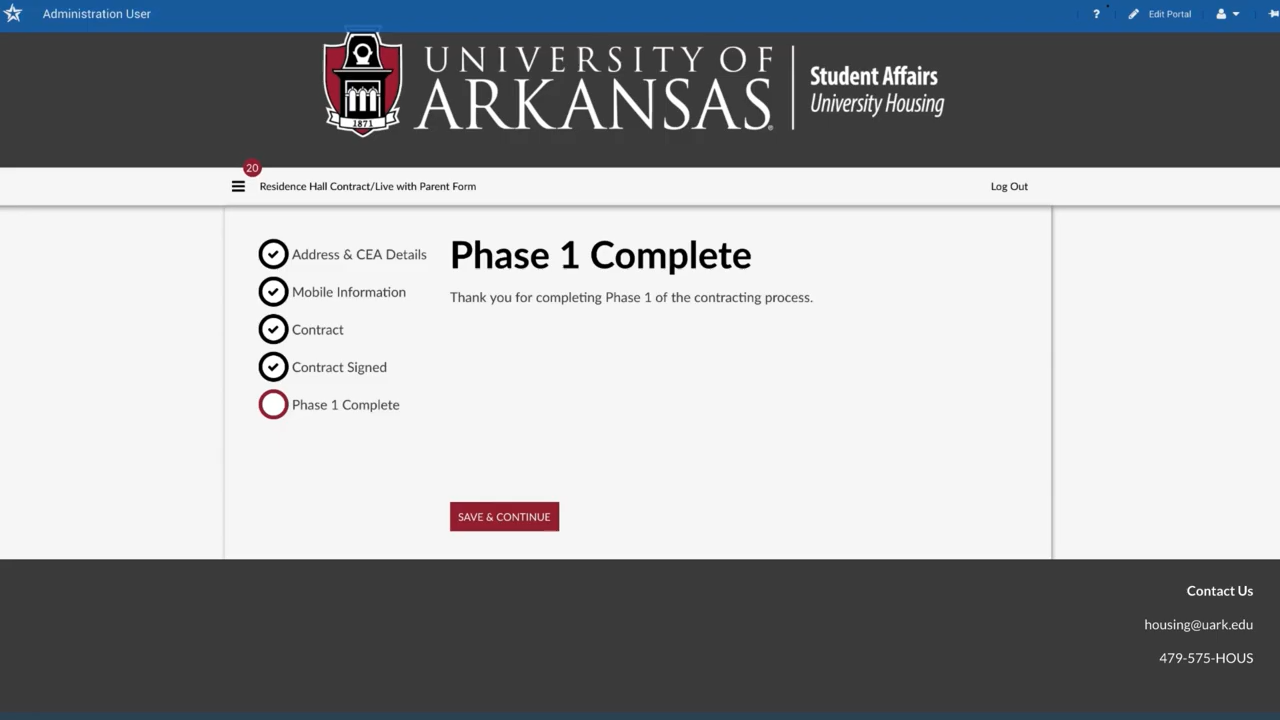 Administration User
? Edit Portal
UNIVERSITY OF
ARKANSAS
Student Affairs
University Housing
1871
20
Residence Hall Contract/Live with Parent Form
Log Out
Address & CEA Details
Mobile Information
Contract
Contract Signed
Phase 1 Complete
Phase 1 Complete
Thank you for completing Phase 1 of the contracting process.
SAVE & CONTINUE
Contact Us
housing@uark.edu
479-575-HOUS